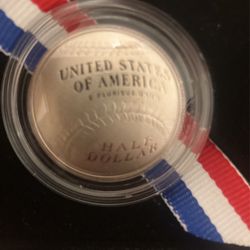 UNITED STATES
OF AMERICA
E PLURIBUS UNUM
HALF
DOLLAR